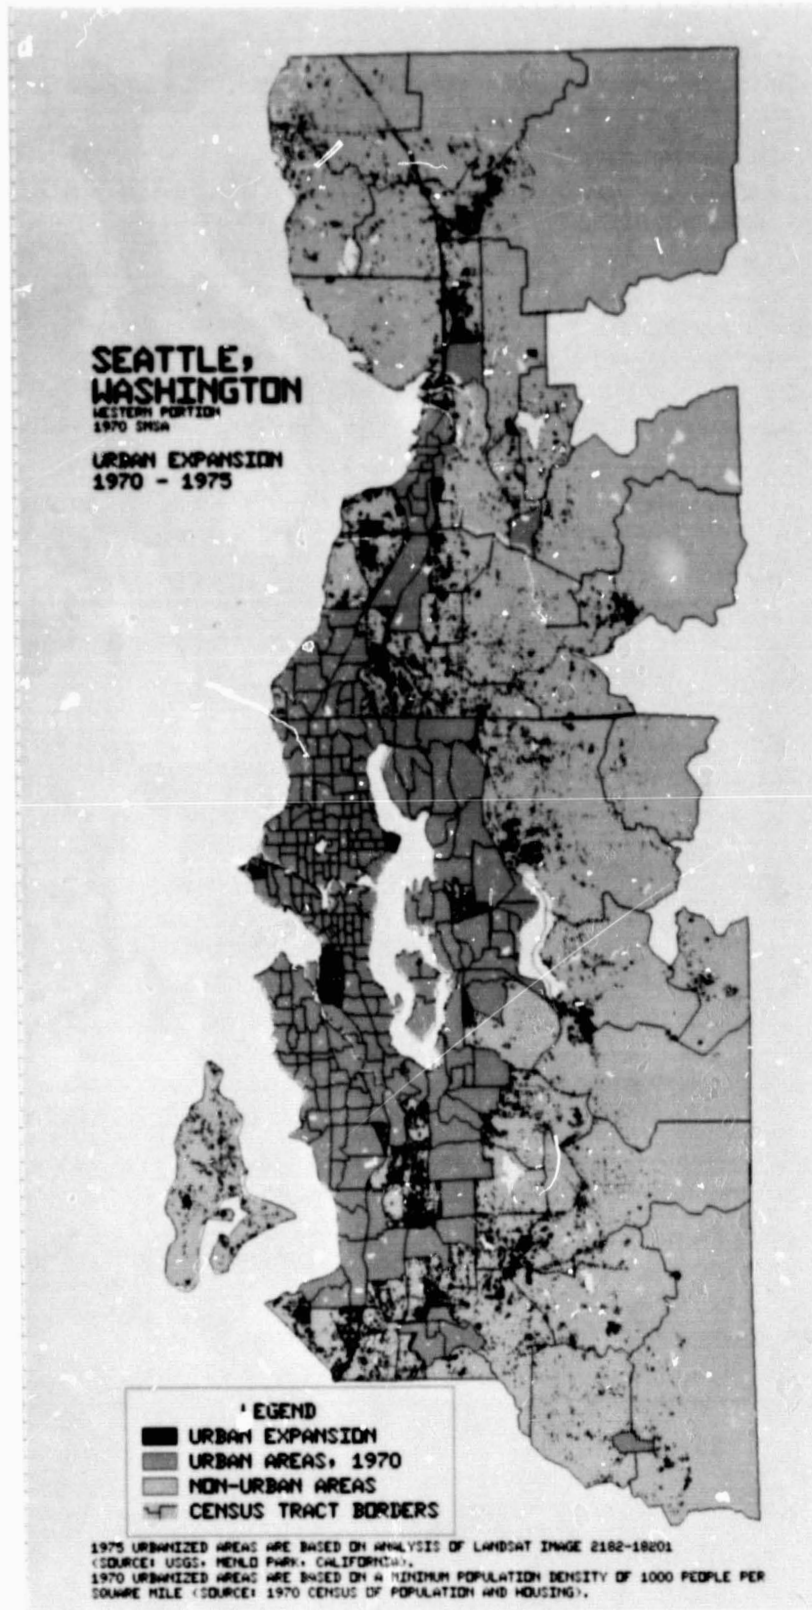 d
SEATTLE,
WASHINGTON
WESTERN PORTION
1970 SMSA
URBAN EXPANSION
1970 - 1975
LEGEND
URBAN EXPANSION
URBAN AREAS, 1970
NON-URBAN AREAS
CENSUS TRACT BORDERS
1975 URBANIZED AREAS ARE BASED ON ANALYSIS OF LANDSAT IMAGE 2182-18201
(SOURCE: USGS, MENLO PARK, CALIFORNIA).
1970 URBANIZED AREAS ARE BASED ON A MINIMUM POPULATION DENSITY OF 1000 PEOPLE PER
SQUARE MILE (SOURCE: 1970 CENSUS OF POPULATION AND HOUSING).